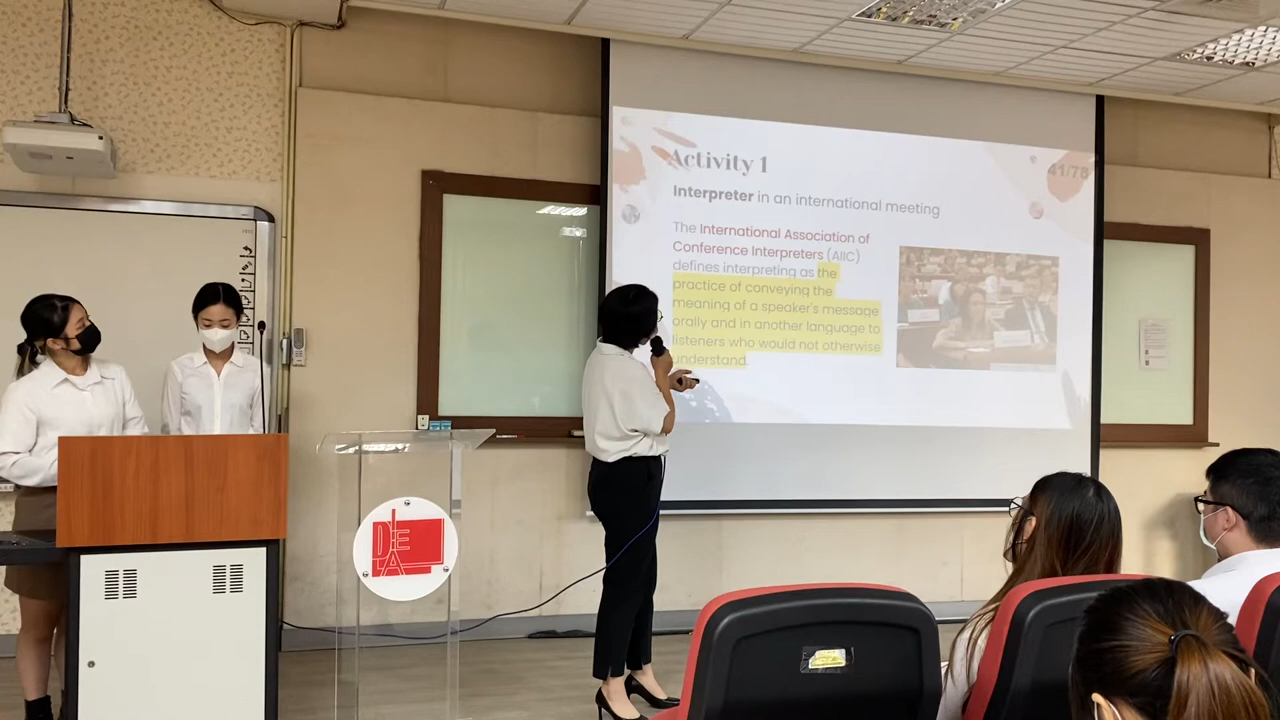 Activity 1
41/78
Interpreter in an international meeting
The International Association of
Conference Interpreters (AIIC)
defines interpreting as the
practice of conveying the
meaning of a speaker's message
orally and in another language to
listeners who would not otherwise
understand.
DLE
LA